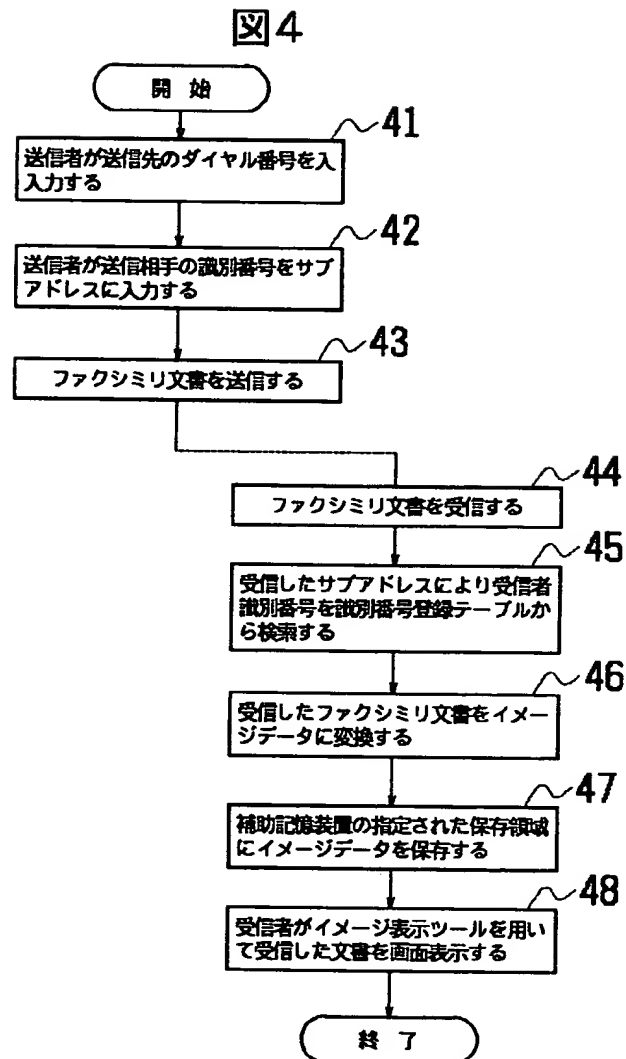 図4
開 始
41
送信者が送信先のダイヤル番号を入
入力する
42
送信者が送信相手の識別番号をサブ
アドレスに入力する
43
ファクシミリ文書を送信する
44
ファクシミリ文書を受信する
45
受信したサブアドレスにより受信者
識別番号を識別番号登録テーブルか
ら検索する
46
受信したファクシミリ文書をイメー
ジデータに変換する
47
補助記憶装置の指定された保存領域
にイメージデータを保存する
48
受信者がイメージ表示ツールを用い
て受信した文書を画面表示する
終 了